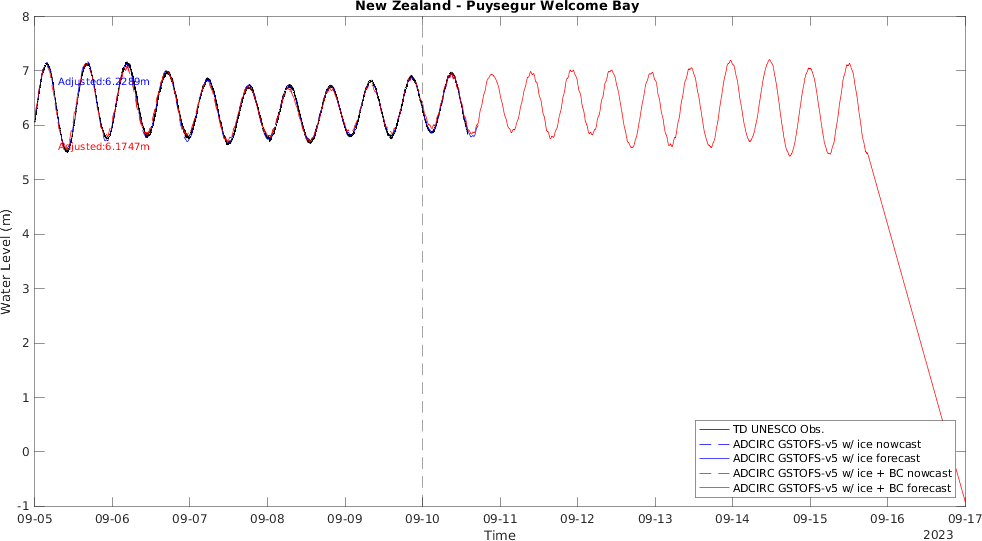 New Zealand - Puysegur Welcome Bay
8
7
6
5
4
3
2
1
0
-1
Water Level (m)
Adjusted:6.2289m
Adjusted:6.1747m
TD UNESCO Obs.
ADCIRC GSTOFS-v5 w/ ice nowcast
ADCIRC GSTOFS-v5 w/ ice forecast
ADCIRC GSTOFS-v5 w/ ice + BC nowcast
ADCIRC GSTOFS-v5 w/ ice + BC forecast
09-05 09-06 09-07 09-08 09-09 09-10 09-11 09-12 09-13 09-14 09-15 09-16 09-17
Time
2023